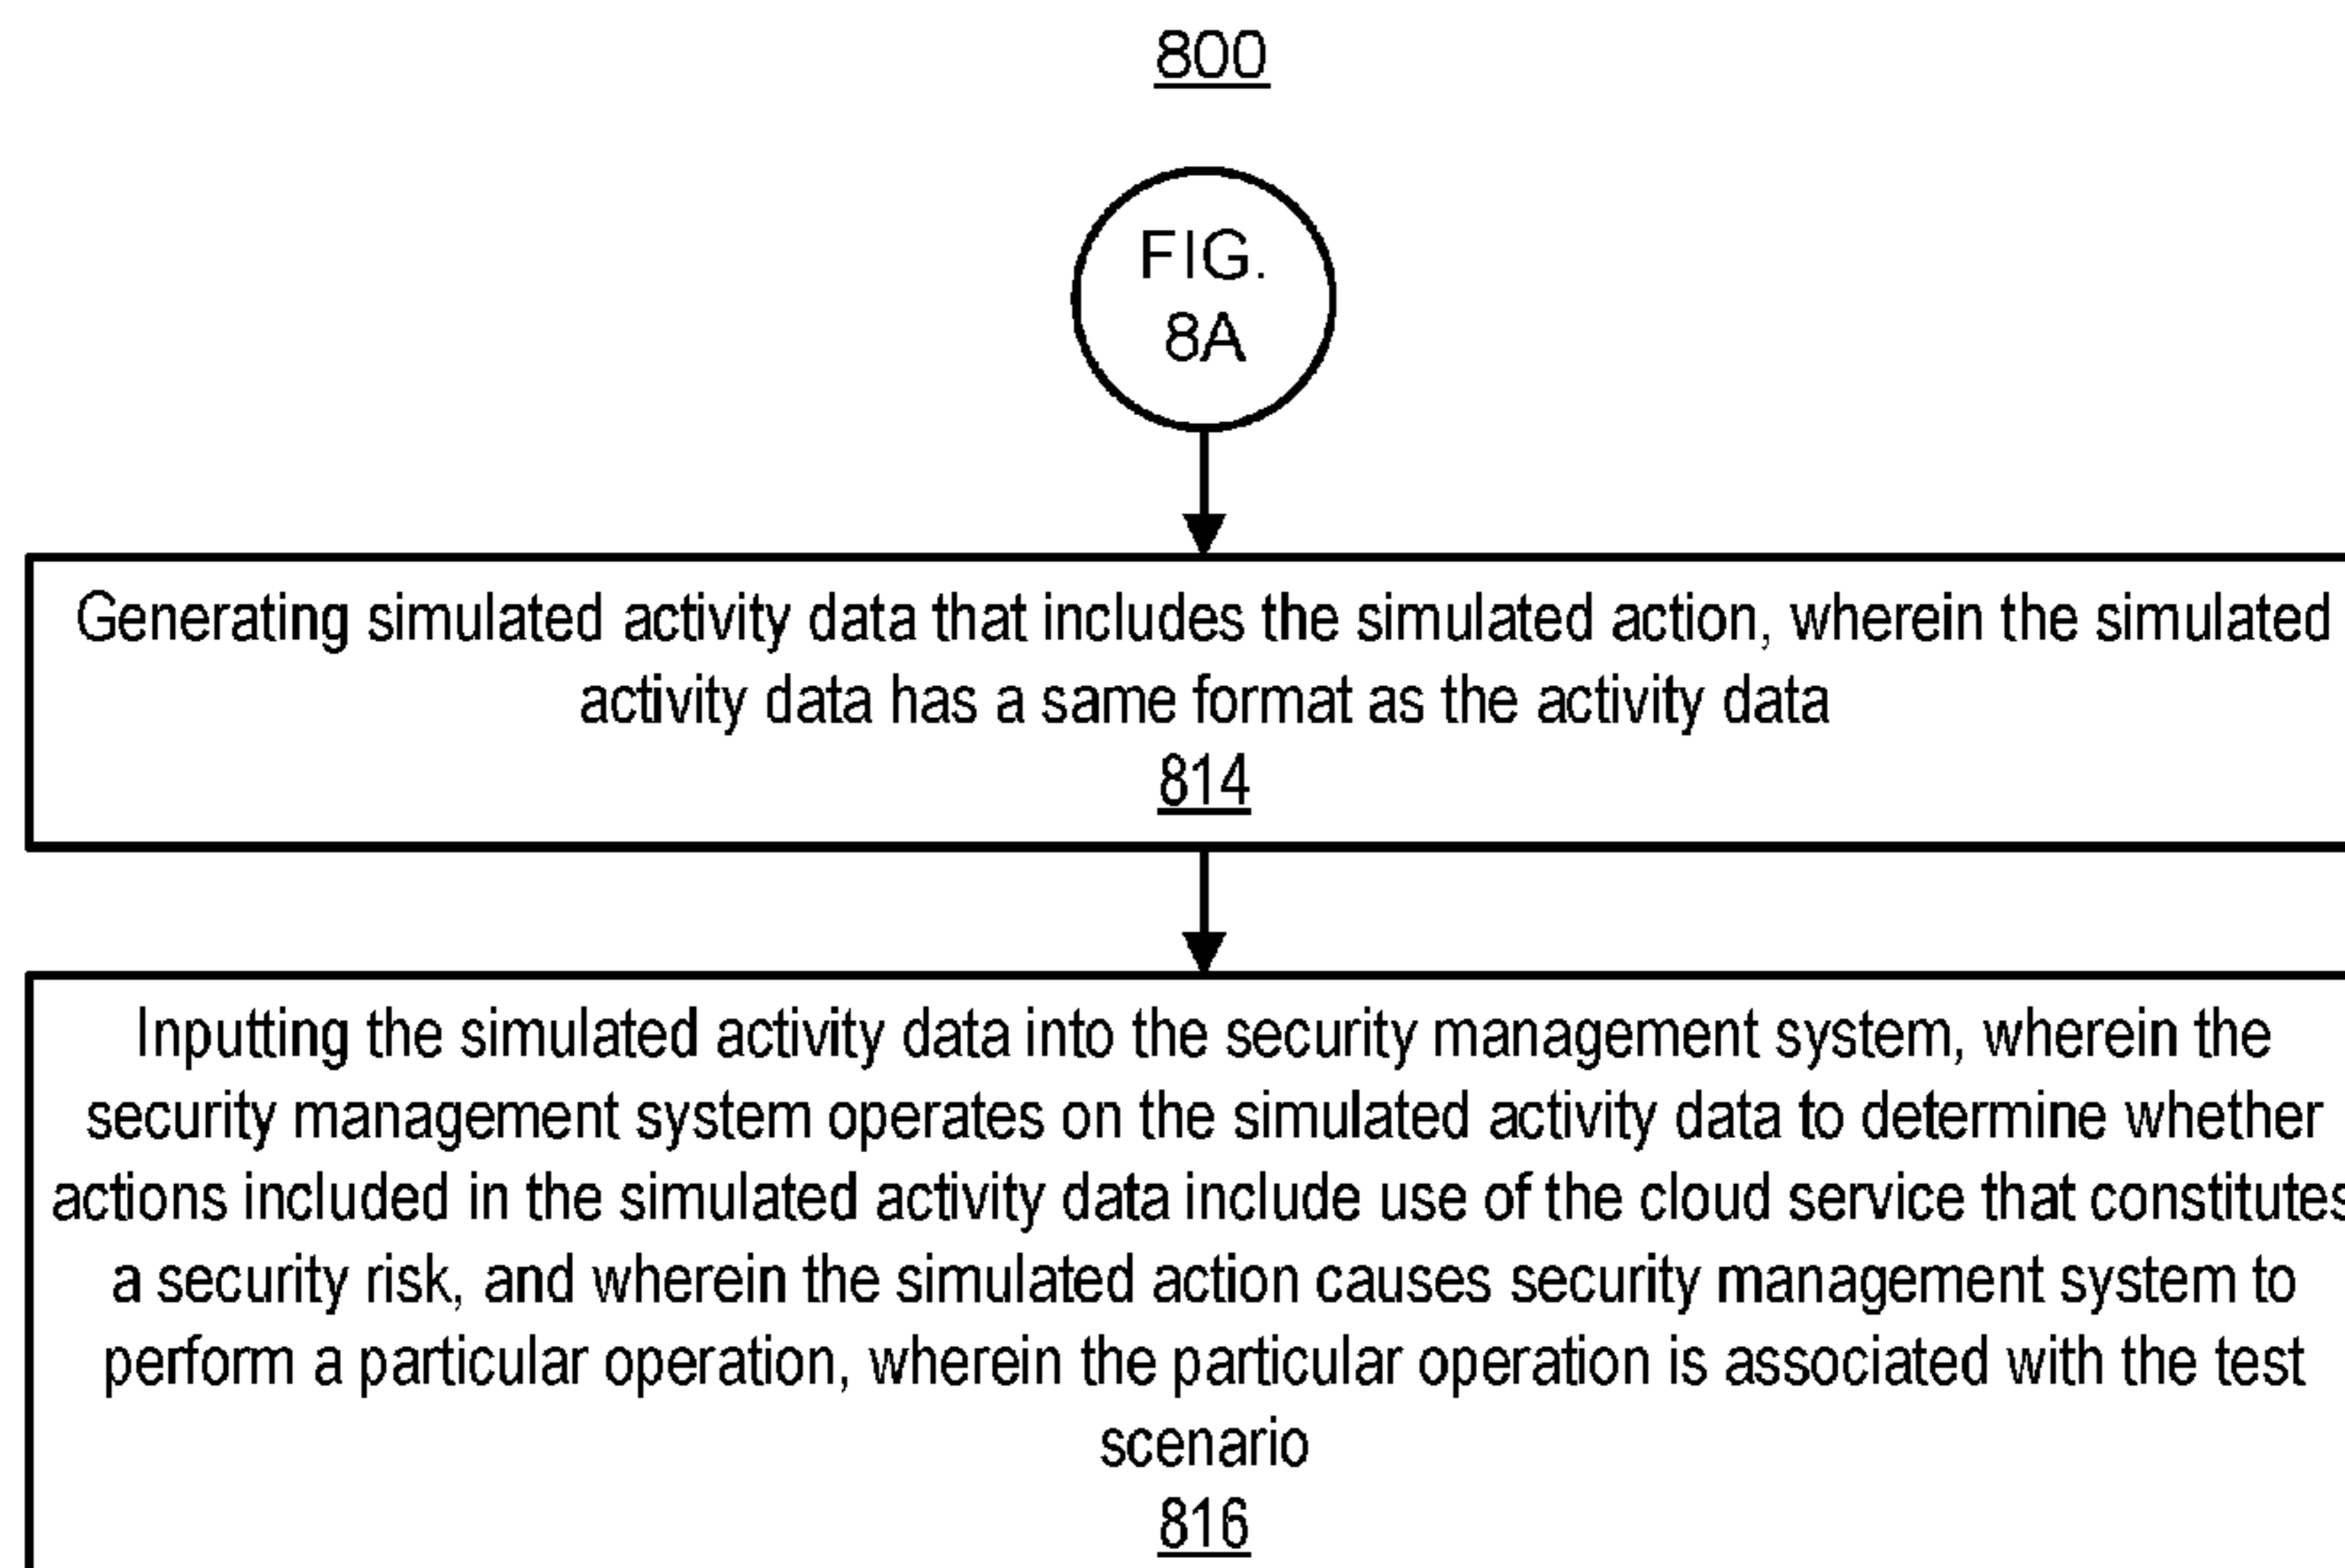 800
FIG.
8A
Generating simulated activity data that includes the simulated action, wherein the simulated
activity data has a same format as the activity data
814
Inputting the simulated activity data into the security management system, wherein the
security management system operates on the simulated activity data to determine whether
actions included in the simulated activity data include use of the cloud service that constitutes
a security risk, and wherein the simulated action causes security management system to
perform a particular operation, wherein the particular operation is associated with the test
scenario
816